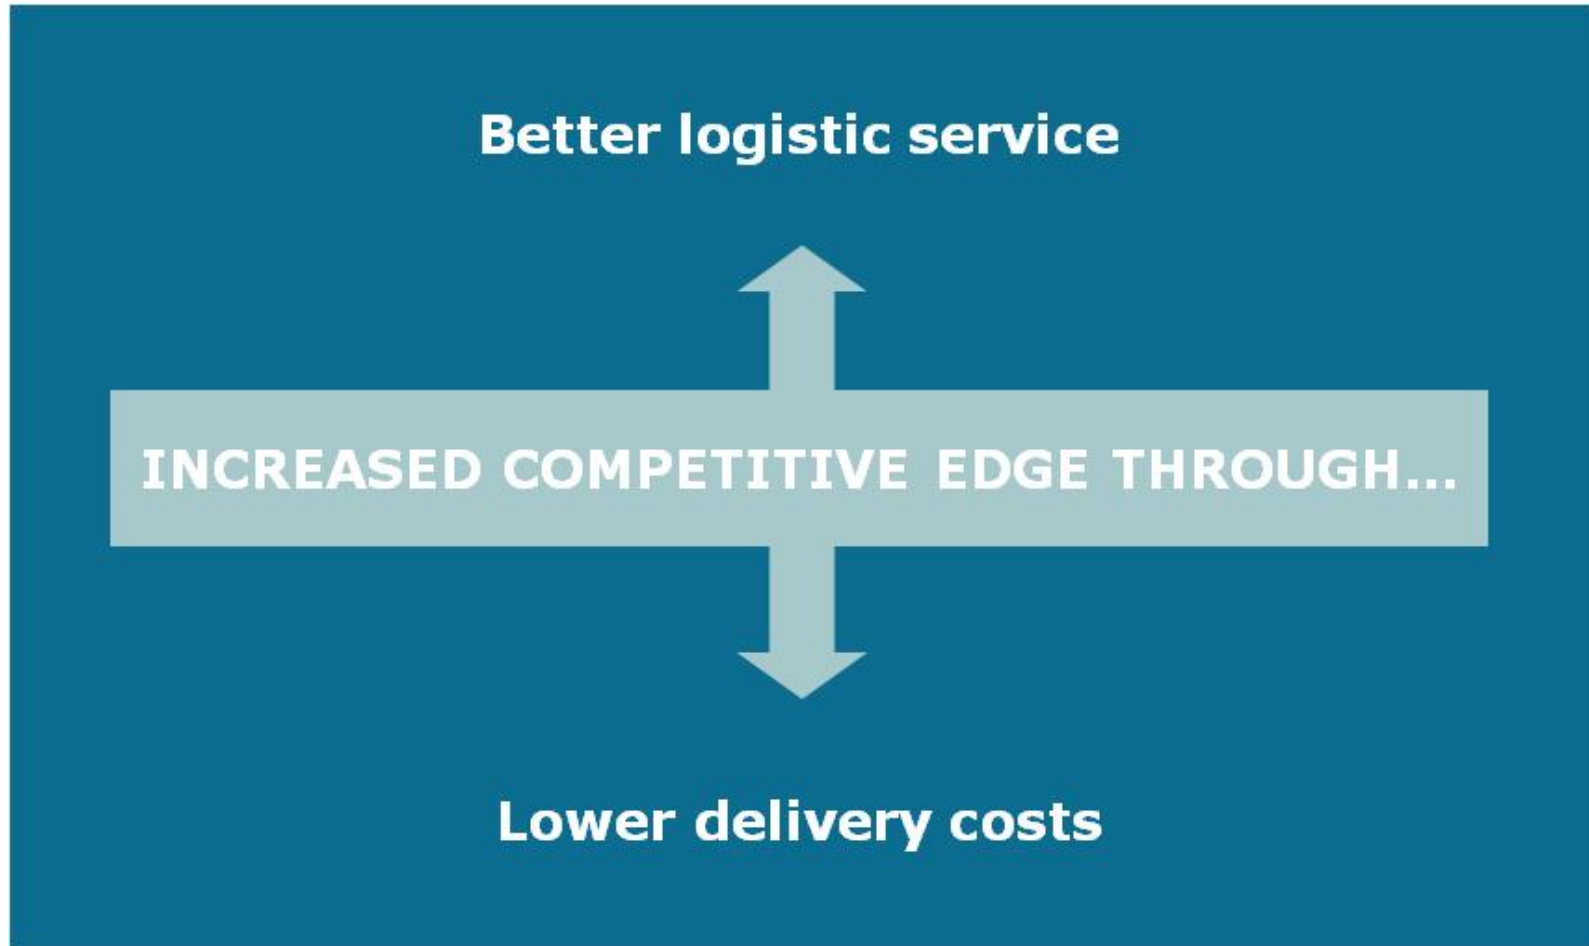 Better logistic service
INCREASED COMPETITIVE EDGE THROUGH...
Lower delivery costs